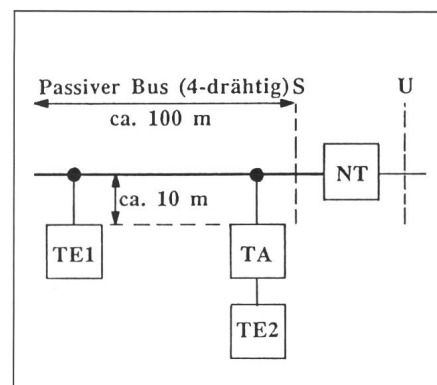 Passiver Bus (4-drähtig) S U
ca. 100 m
NT
ca. 10 m
TE1 TA
TE2